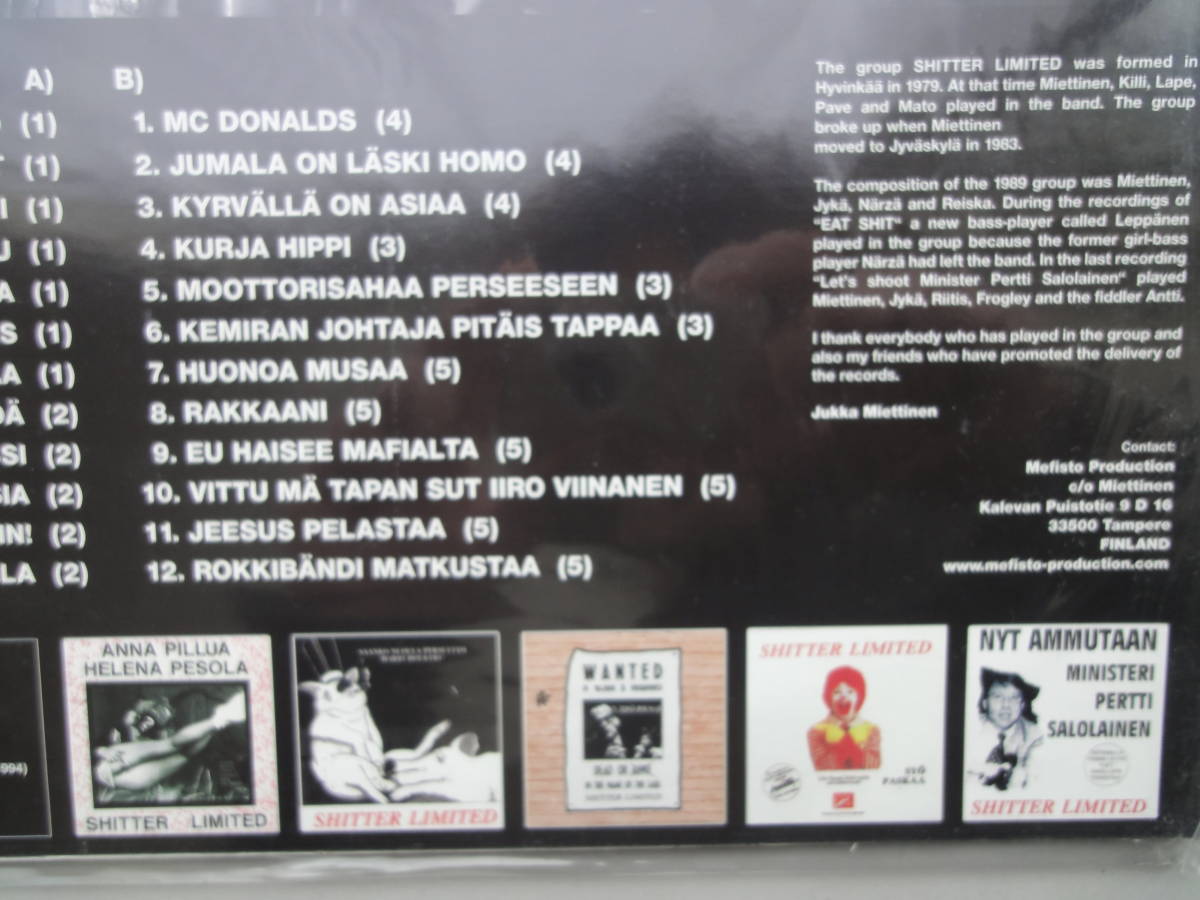 A)
(1)
T (1)
I (1)
U (1)
A (1)
S (1)
A (1)
DÄ (2)
SI (2)
SIA (2)
IN! (2)
LLA (2)
B)
1. MC DONALDS (4)
2. JUMALA ON LÄSKI HOMO (4)
3. KYRVÄLLÄ ON ASIAA (4)
4. KURJA HIPPI (3)
5. MOOTTORISAHAA PERSEESEEN (3)
6. KEMIRAN JOHTAJA PITÄIS TAPPAA (3)
7. HUONOA MUSAA (5)
8. RAKKAANI (5)
9. EU HAISEE MAFIALTA (5)
10. VITTU MÄ TAPAN SUT IIRO VIINANEN (5)
11. JEESUS PELASTAA (5)
12. ROKKIBÄNDI MATKUSTAA (5)
The group SHITTER LIMITED was formed in
Hyvinkää in 1979. At that time Miettinen, Killi, Lape,
Pave and Mato played in the band. The group
broke up when Miettinen
moved to Jyväskylä in 1983.
The composition of the 1989 group was Miettinen,
Jykä, Närzä and Reiska. During the recordings of
"EAT SHIT" a new bass-player called Leppänen
played in the group because the former girl-bass
player Närzä had left the band. In the last recording
"Let's shoot Minister Pertti Salolainen" played
Miettinen, Jykä, Riitis, Frogley and the fiddler Antti.
I thank everybody who has played in the group and
also my friends who have promoted the delivery of
the records.
Jukka Miettinen
Contact:
Mefisto Production
c/o Miettinen
Kalevan Puistotie 9 D 16
33500 Tampere
FINLAND
www.mefisto-production.com
1994)
ANNA PILLUA
HELENA PESOLA
SHITTER LIMITED
SHITTER LIMITED
WANTED
SHITTER LIMITED
SHITTER LIMITED
SYÖ
PASKAA
NYT AMMUTAAN
MINISTERI
PERTTI
SALOLAINEN
SHITTER LIMITED